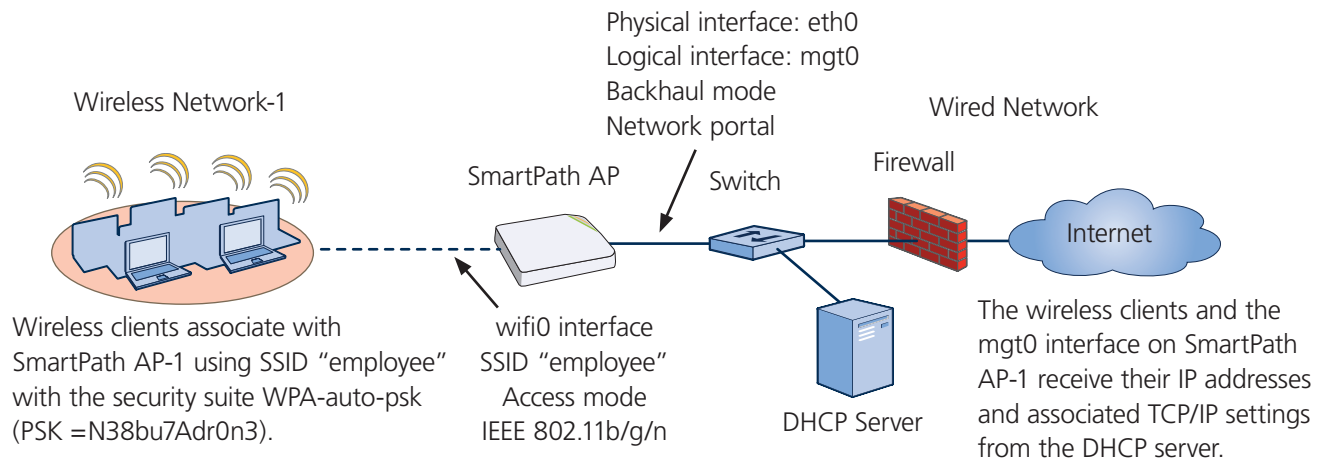 Physical interface: eth0
Logical interface: mgt0
Backhaul mode
Network portal
Wireless Network-1
Wired Network
SmartPath AP
Switch
Firewall
Internet
Wireless clients associate with
SmartPath AP-1 using SSID “employee”
with the security suite WPA-auto-psk
(PSK =N38bu7Adr0n3).
wifi0 interface
SSID “employee”
Access mode
IEEE 802.11b/g/n
DHCP Server
The wireless clients and the
mgt0 interface on SmartPath
AP-1 receive their IP addresses
and associated TCP/IP settings
from the DHCP server.